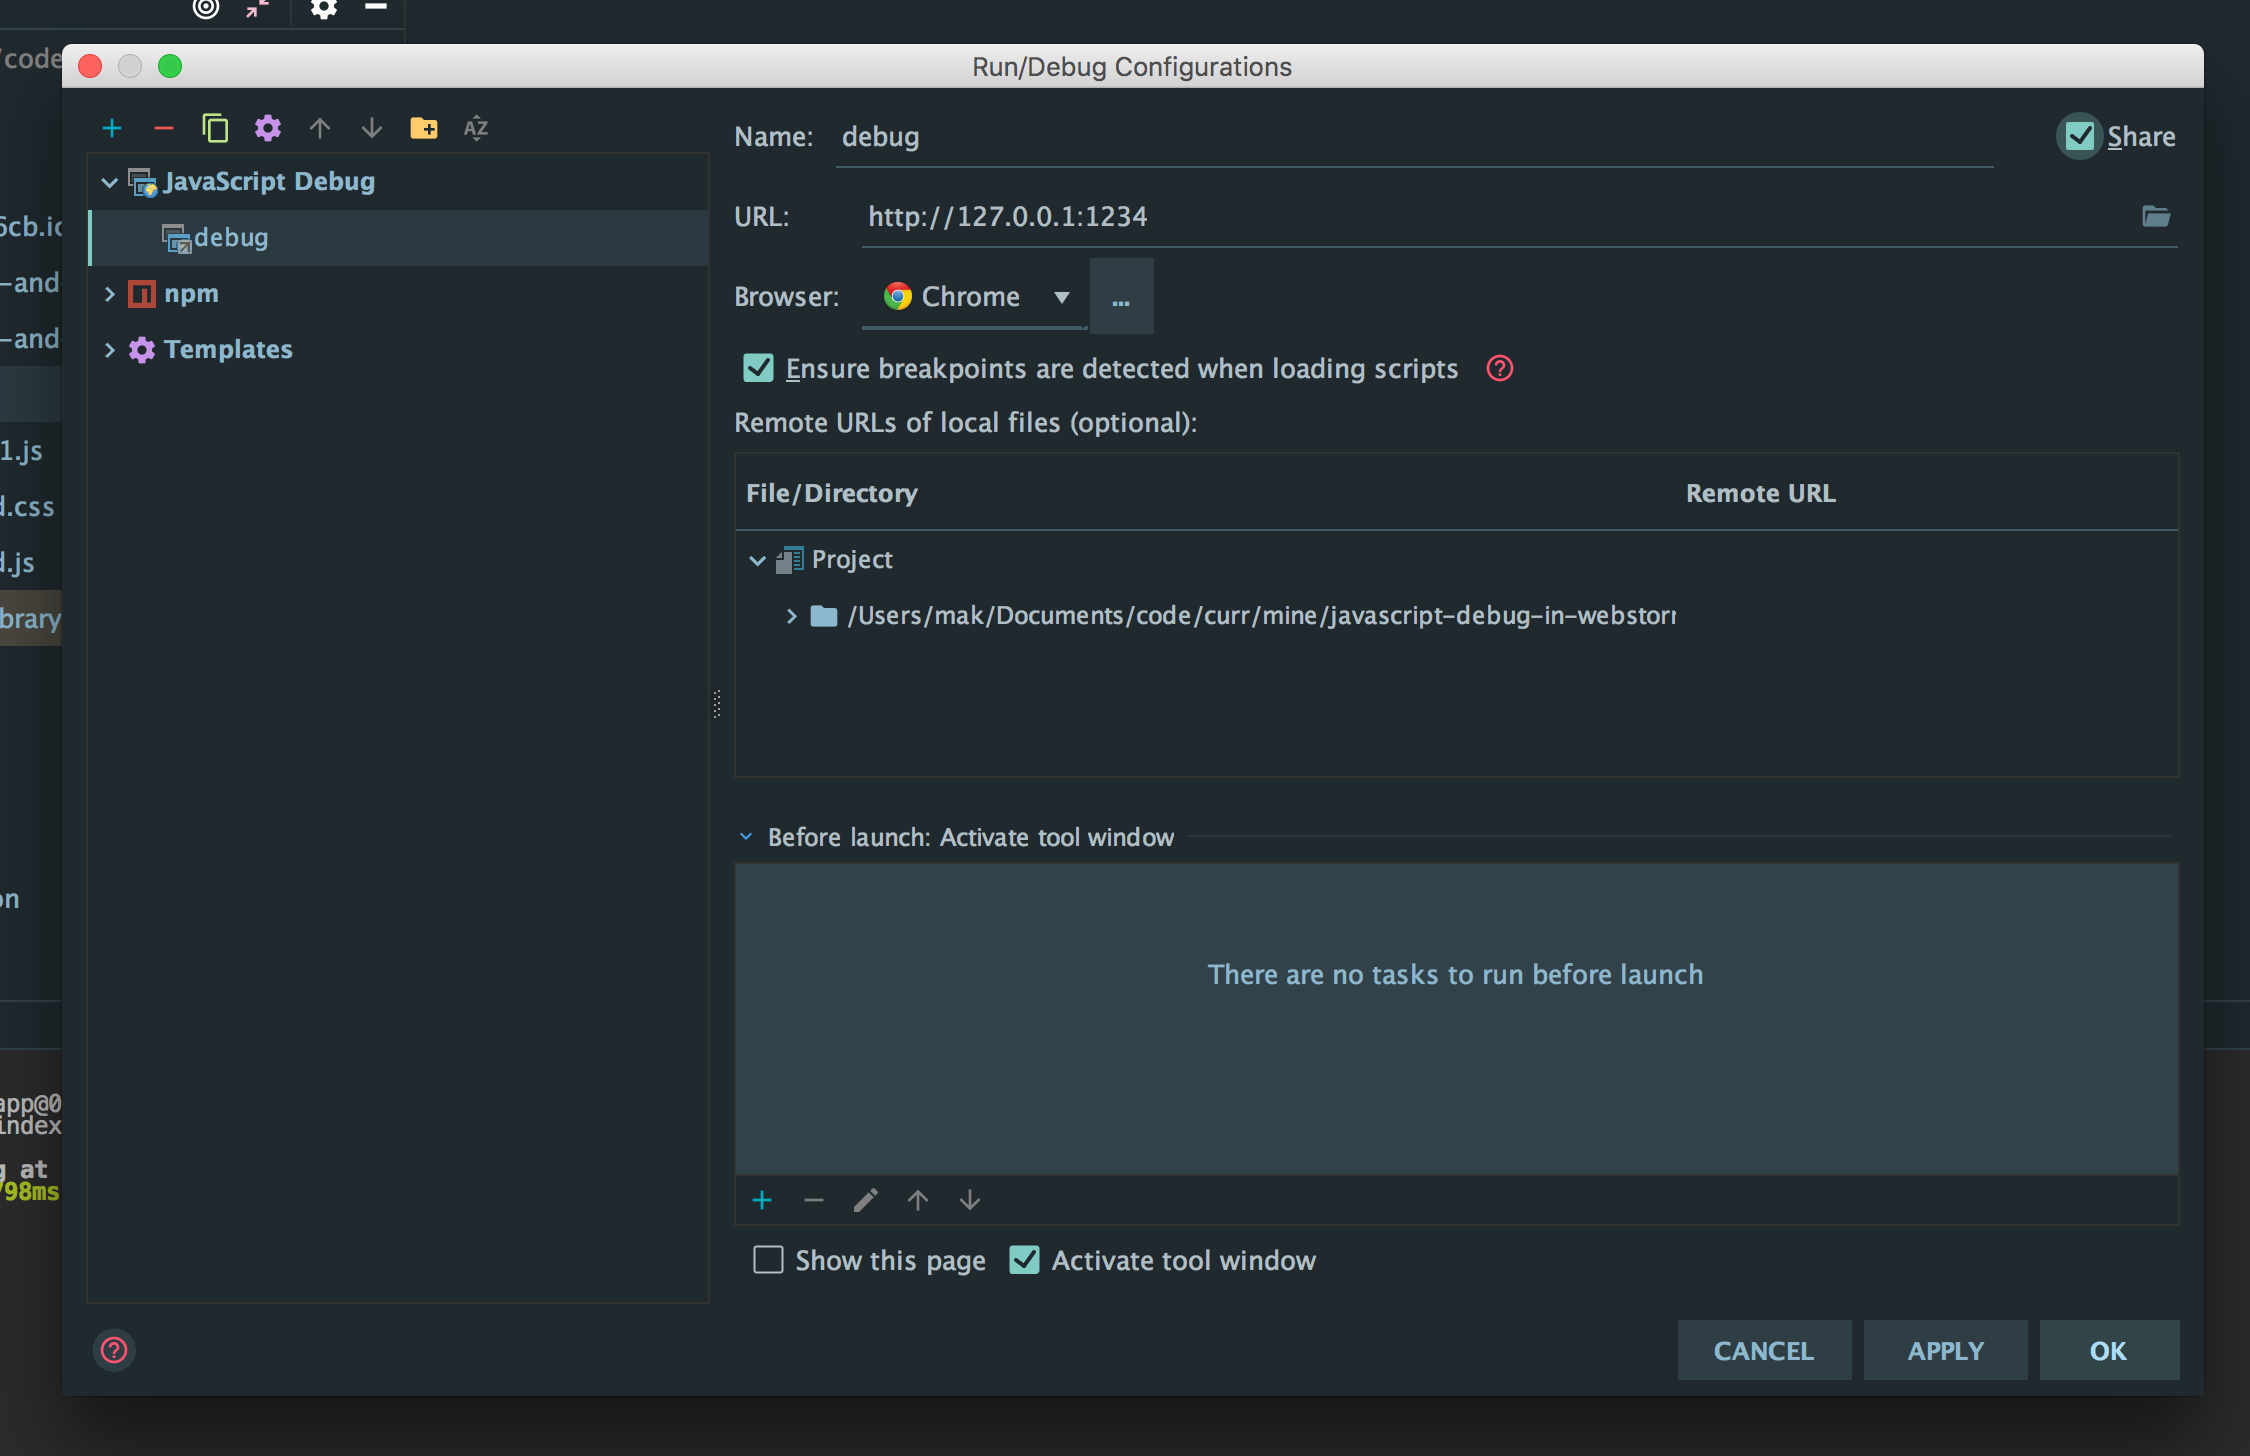 Run/Debug Configurations
/code
6cb.ic
-and
-and
1.js
d.css
d.js
brary
on
app@0
index
g at
798ms
AZ
JavaScript Debug
debug
npm
Templates
Name: debug
Share
URL: http://127.0.0.1:1234
Browser: Chrome ...
Ensure breakpoints are detected when loading scripts ?
Remote URLs of local files (optional):
File/Directory Remote URL
Project
/Users/mak/Documents/code/curr/mine/javascript-debug-in-webstor
Before launch: Activate tool window
There are no tasks to run before launch
Show this page Activate tool window
? CANCEL APPLY OK